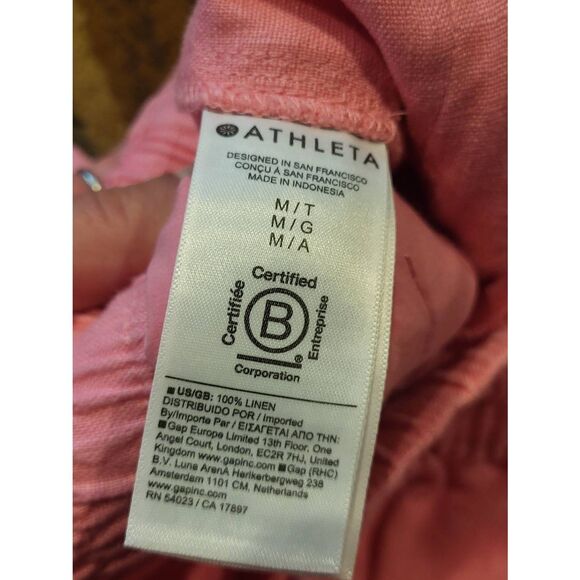 ATHLETA
DESIGNED IN SAN FRANCISCO
CONÇU À SAN FRANCISCO
MADE IN INDONESIA
M/T
M/G
M/A
Certified
Certifiée
B
®
Entreprise
Corporation
■ US/GB: 100% LINEN
DISTRIBUIDO POR / Imported
By/Importe Par / ΕΙΣΑΓΕΤΑΙ ΑΠΟ ΤΗΝ:
■ Gap Europe Limited 13th Floor, One
Angel Court, London, EC2R 7HJ, United
Kingdom www.gapinc.com ■ Gap (RHC)
B.V. Luna ArenA Herikerbergweg 238
Amsterdam 1101 CM, Netherlands
www.gapinc.com
RN 54023 / CA 17897